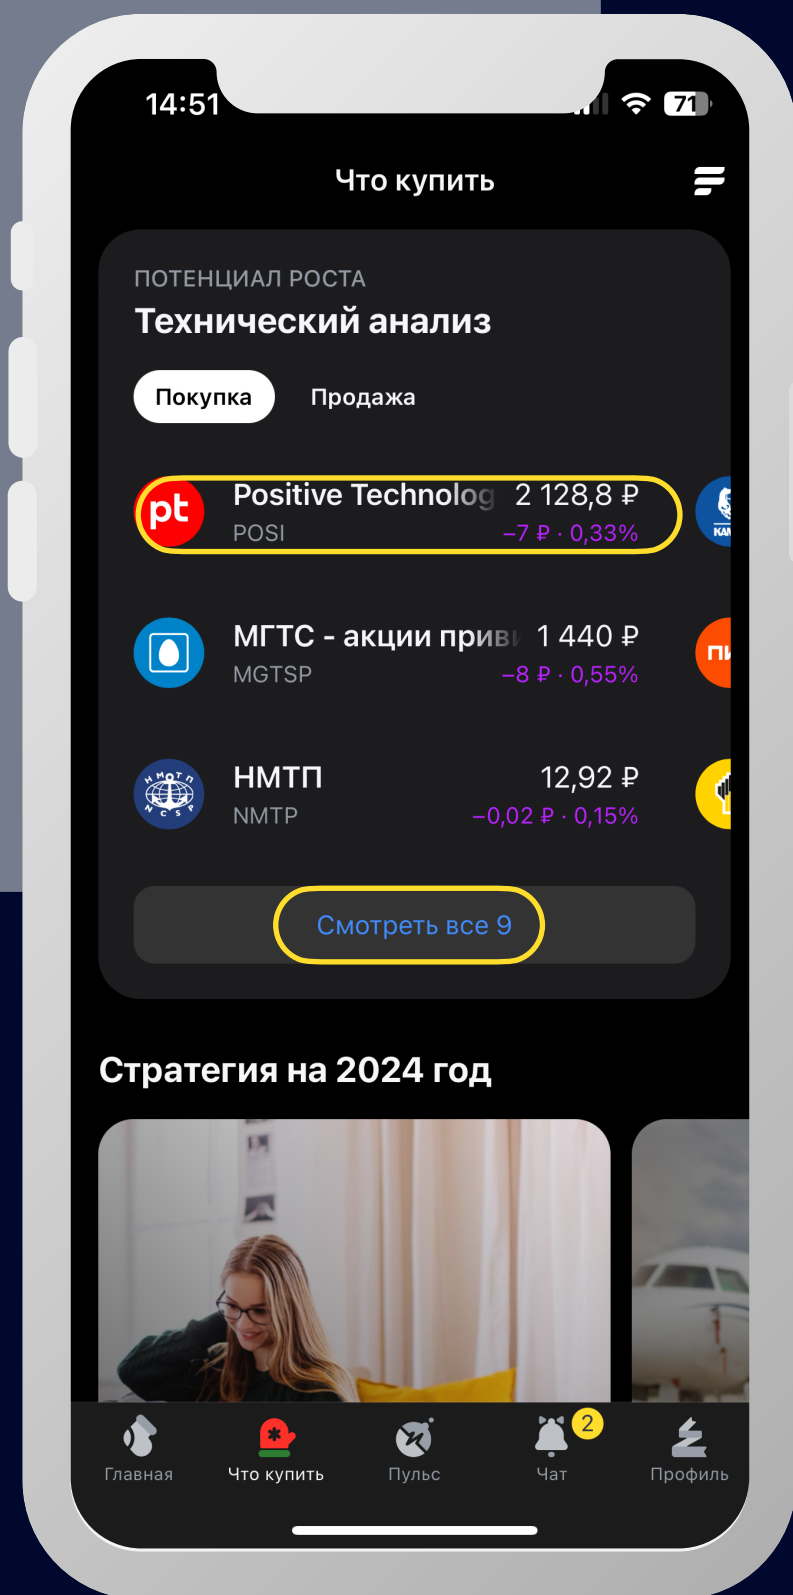 14:51
71
Что купить
ПОТЕНЦИАЛ РОСТА
Технический анализ
Покупка
Продажа
pt
Positive Technolog
2 128,8 ₽
POSI
−7 ₽ · 0,33%
МГТС - акции прив
1 440 ₽
MGTSP
−8 ₽ · 0,55%
НМТП
NCSP
НМТП
12,92 ₽
NMTP
−0,02 ₽ · 0,15%
Смотреть все 9
Стратегия на 2024 год
2
Главная
Что купить
Пульс
Чат
Профиль